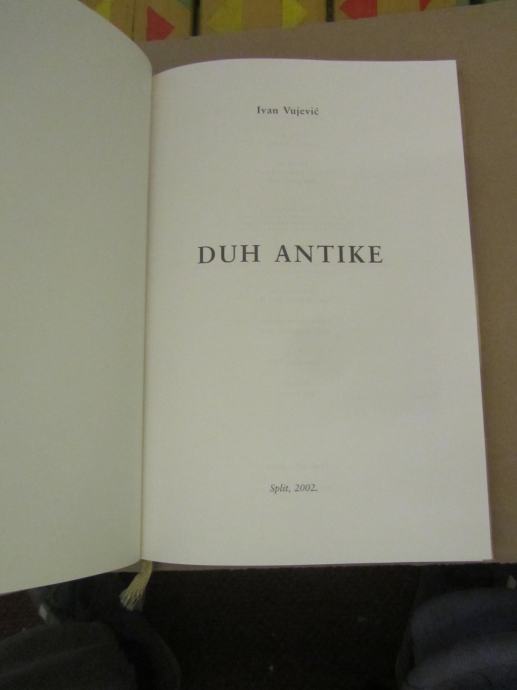 Ivan Vujević
DUH ANTIKE
Split, 2002.